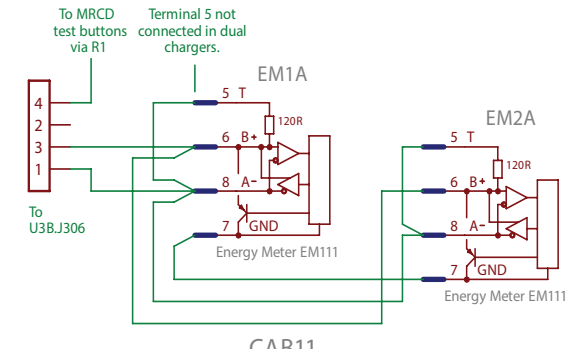 To MRCD
test buttons
via R1
Terminal 5 not
connected in dual
chargers.
EM1A
4
2
3
1
To
U3B.J306
5 T
120R
6 B+
8 A-
7 GND
Energy Meter EM111
EM2A
5 T
120R
6 B+
8 A-
7 GND
Energy Meter EM111
CAB11